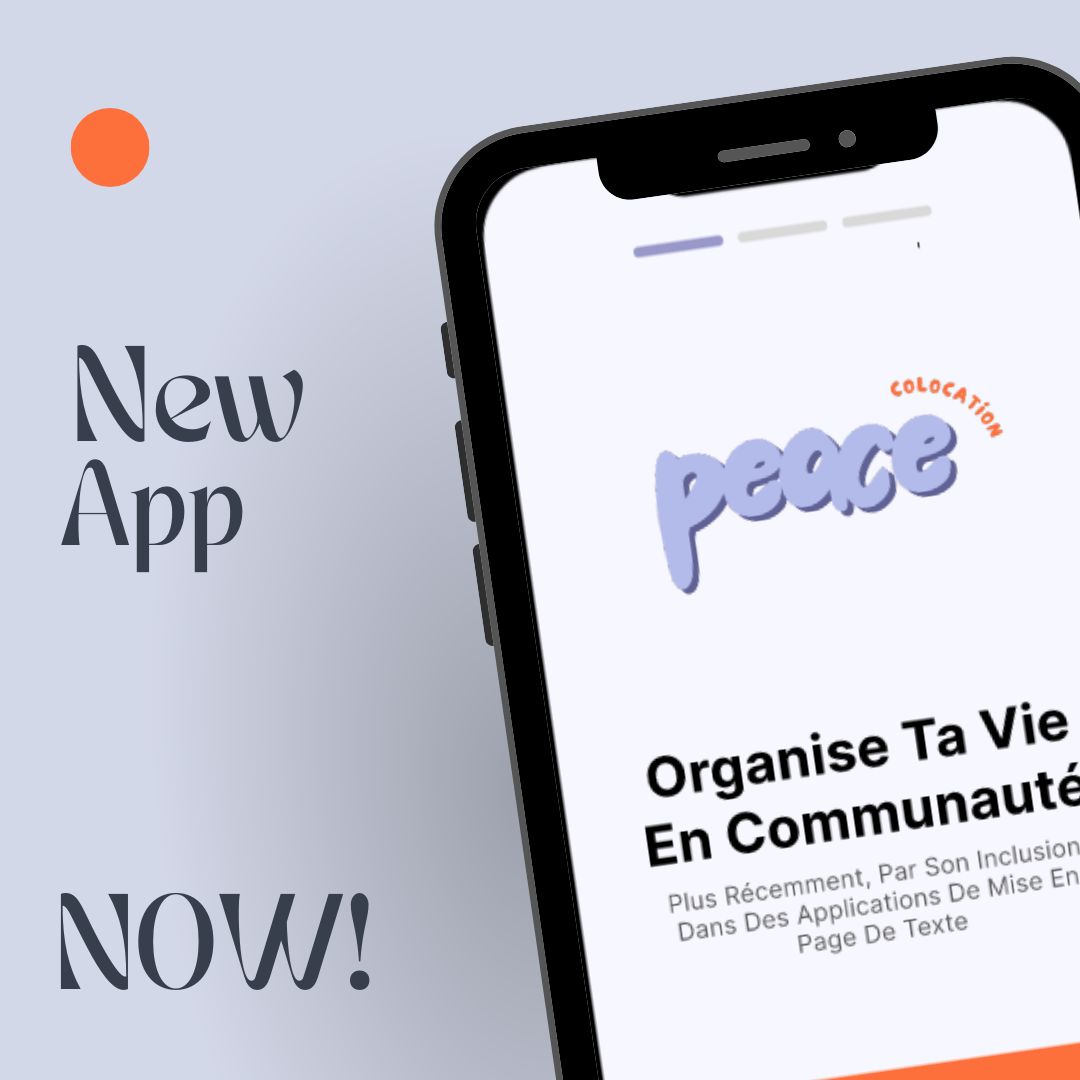 New
App
NOW!
COLOCATiON
peace
Organise Ta Vie
En Communauté
Plus Récemment, Par Son Inclusion
Dans Des Applications De Mise En
Page De Texte